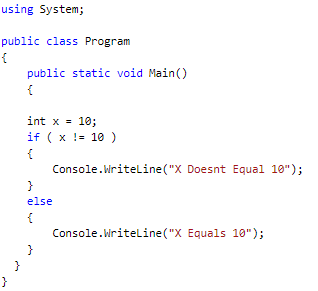 using System;
public class Program
{
    public static void Main()
    {
    int x = 10;
    if ( x != 10 )
    {
        Console.WriteLine("X Doesnt Equal 10");
    }
    else
    {
        Console.WriteLine("X Equals 10");
    }
  }
}